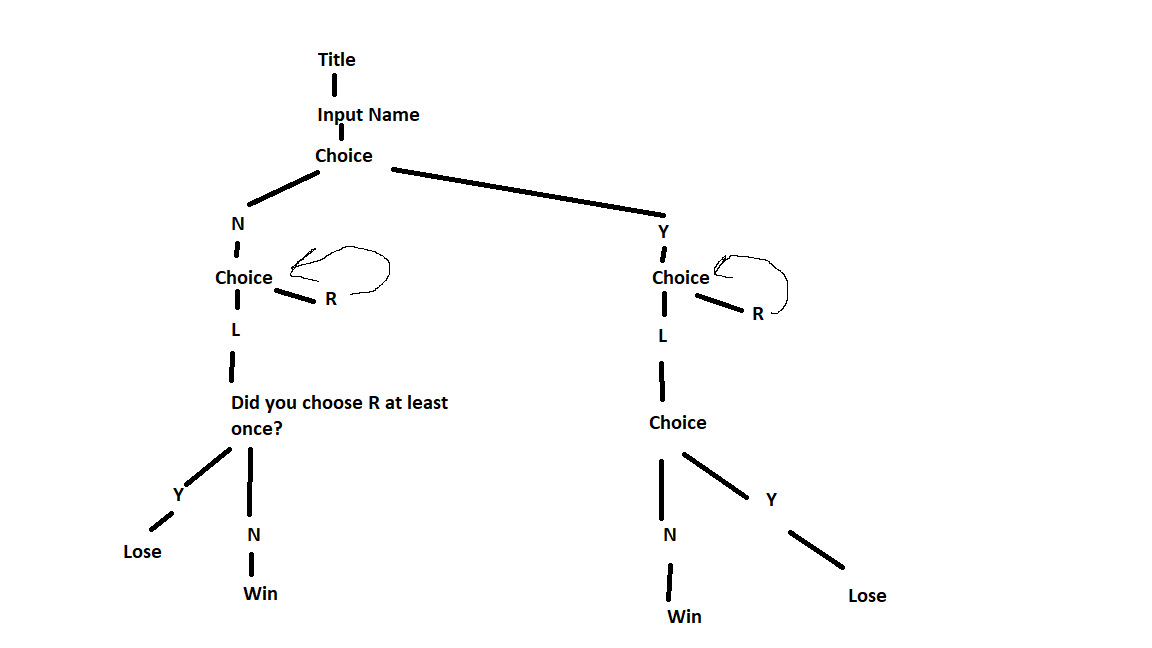 Title
Input Name
Choice
N
Y
Choice
R
Choice
R
L
L
Did you choose R at least
once?
Choice
Y
N
Lose
Win
N
Y
Win
Lose